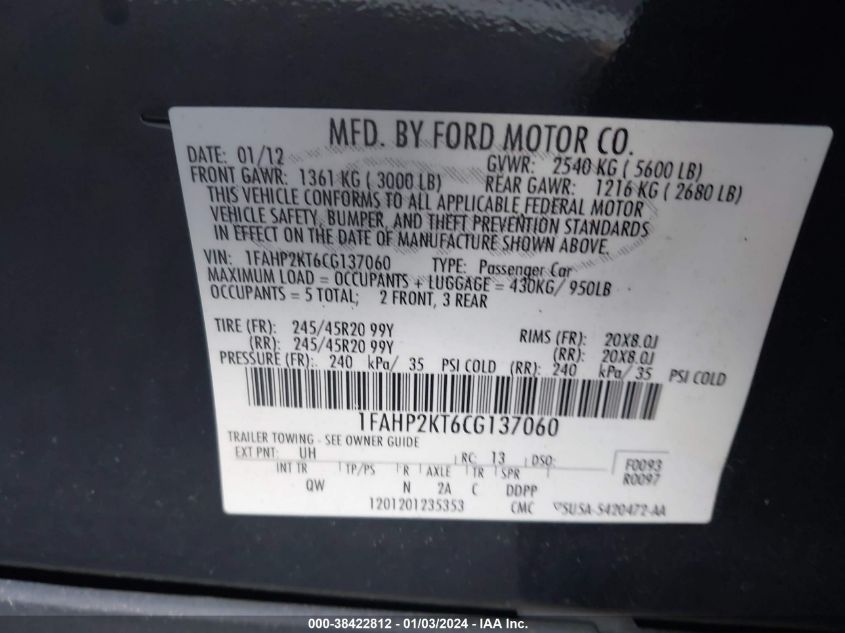 MFD. BY FORD MOTOR CO.
DATE: 01/12 GVWR: 2540 KG ( 5600 LB)
FRONT GAWR: 1361 KG ( 3000 LB) REAR GAWR: 1216 KG ( 2680 LB)
THIS VEHICLE CONFORMS TO ALL APPLICABLE FEDERAL MOTOR
VEHICLE SAFETY, BUMPER, AND THEFT PREVENTION STANDARDS
IN EFFECT ON THE DATE OF MANUFACTURE SHOWN ABOVE.
VIN: 1FAHP2KT6CG137060 TYPE: Passenger Car
MAXIMUM LOAD = OCCUPANTS + LUGGAGE = 430KG/ 950LB
OCCUPANTS = 5 TOTAL; 2 FRONT, 3 REAR
TIRE (FR): 245/45R20 99Y RIMS (FR): 20X8.0J
(RR): 245/45R20 99Y (RR): 20X8.0J
PRESSURE (FR): 240 kPa/ 35 PSI COLD (RR): 240 kPa/ 35 PSI COLD
1FAHP2KT6CG137060
TRAILER TOWING - SEE OWNER GUIDE
EXT PNT: UH RC: 13 DSO: F0093
INT TR TP/PS R AXLE TR SPR R0097
QW N 2A C DDPP
1201201235353 CMC ▽5U5A-5420472-AA
000-38422812 - 01/03/2024 - IAA Inc.